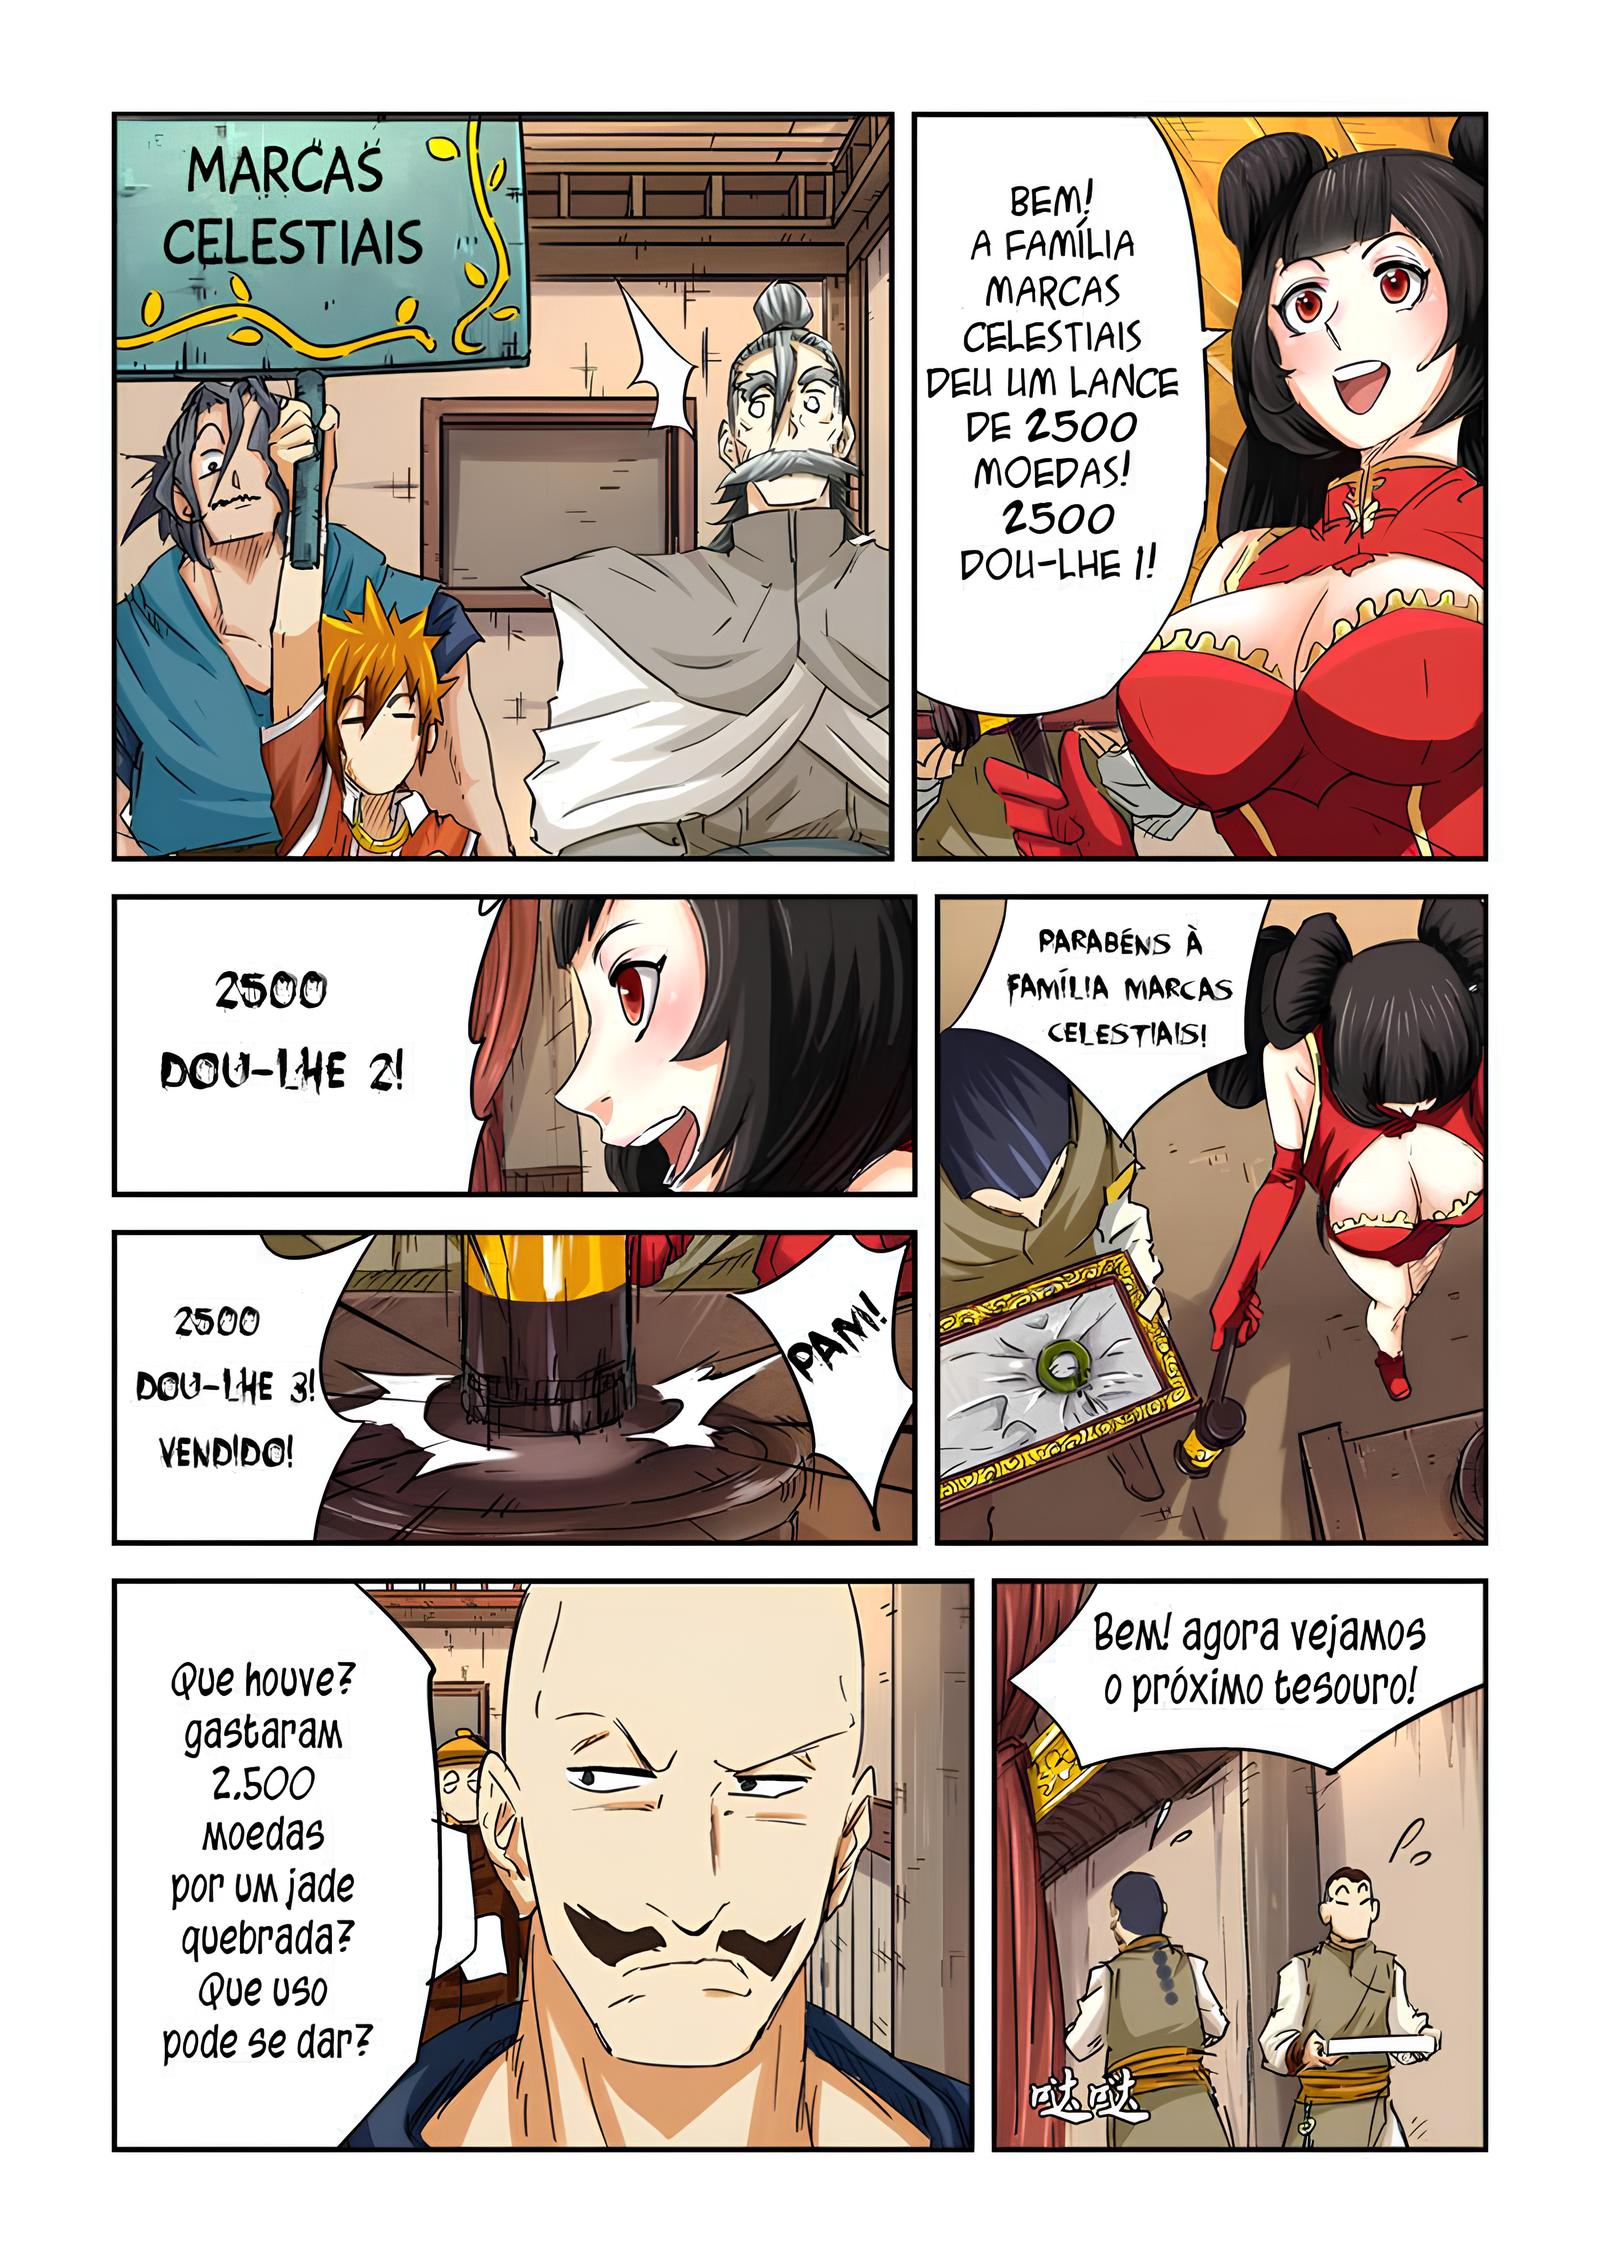 MARCAS
CELESTIAIS
BEM!
A FAMÍLIA
MARCAS
CELESTIAIS
DEU UM LANCE
DE 2500
MOEDAS!
2500
DOU-LHE 1!
2500
DOU-LHE 2!
PARABÉNS À
FAMÍLIA MARCAS
CELESTIAIS!
2500
DOU-LHE 3!
VENDIDO!
PAM!
Que houve?
gastaram
2.500
moedas
por um jade
quebrada?
Que uso
pode se dar?
Bem! agora vejamos
o próximo tesouro!
哒哒